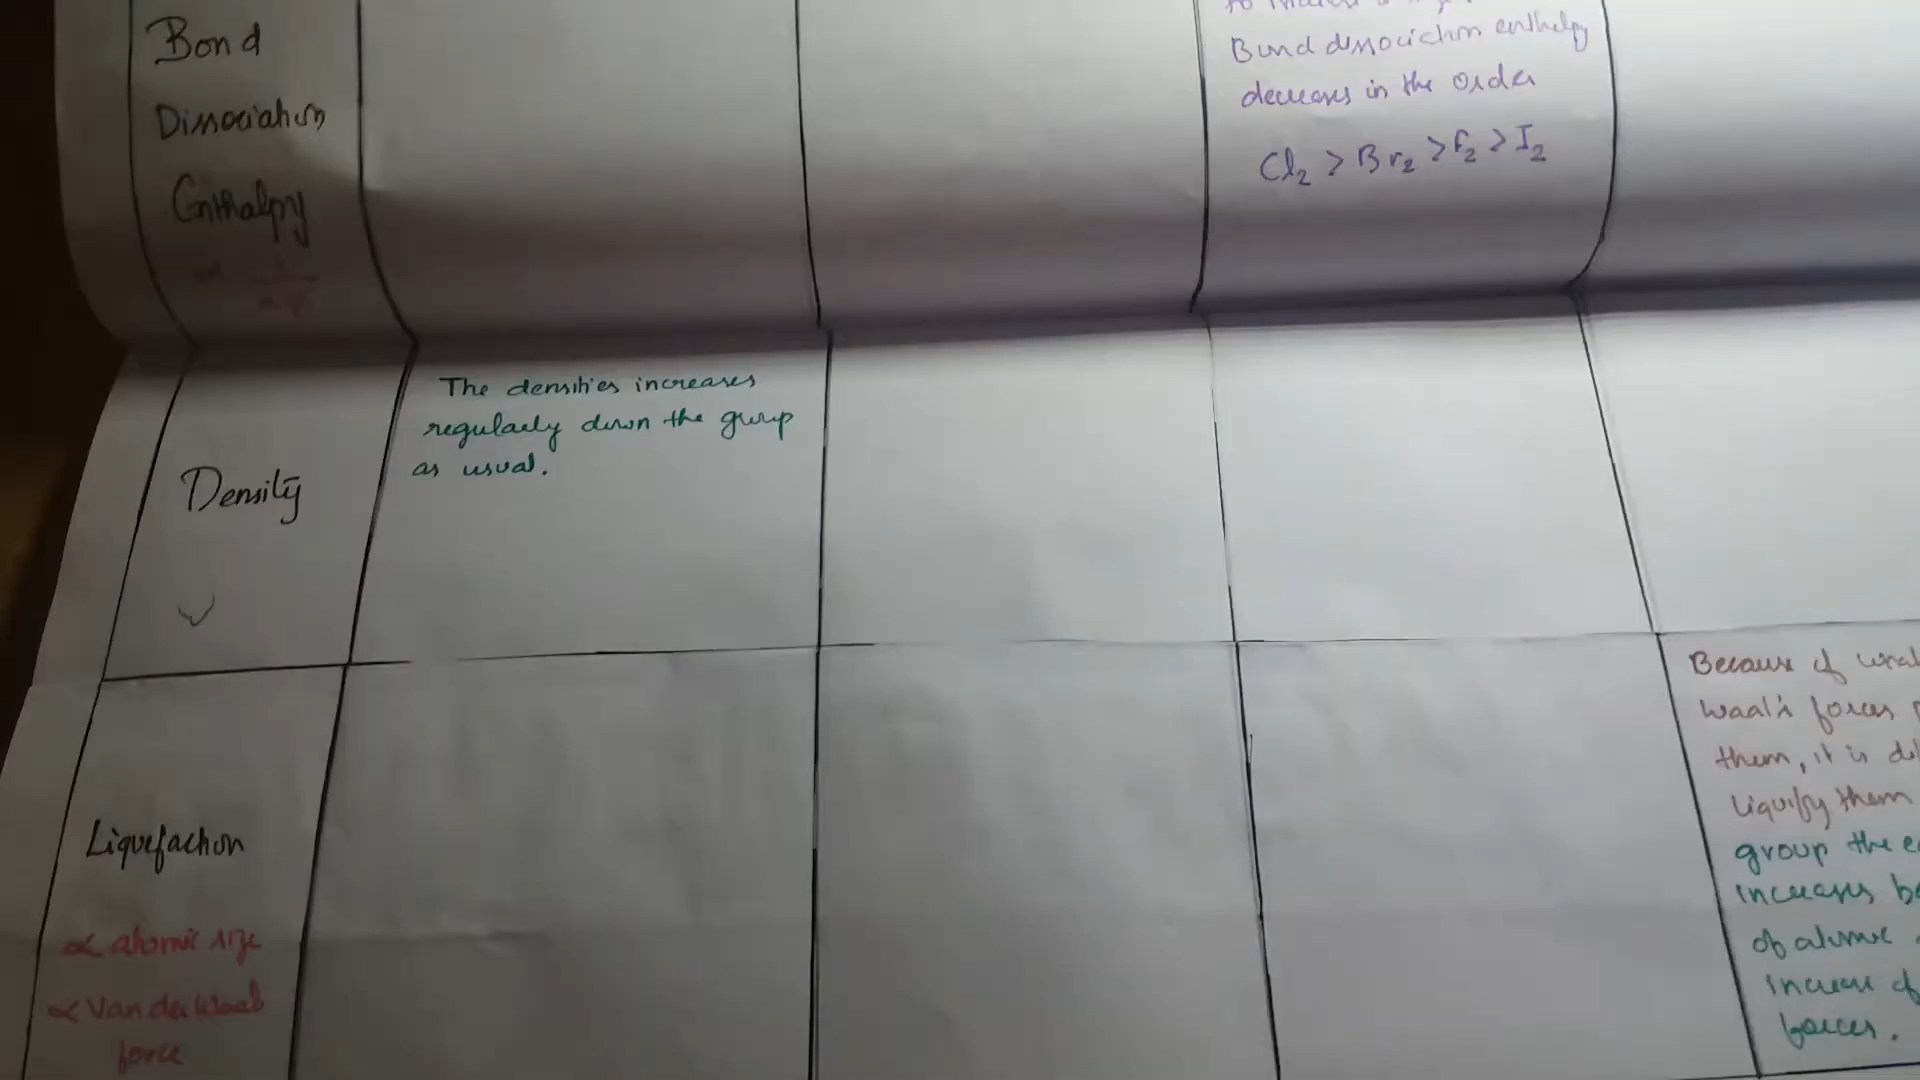 Bond
Dissociation
Enthalpy
∝ 1
Bond dissociation enthalpy
decreases in the order
Cl₂ > Br₂ > F₂ > I₂
Density
The densities increases
regularly down the group
as usual.
Liquefaction
∝ atomic size
∝ Van der Waals
force
Because of
waal's forces
them, it is
liquify them
group the
increases
of atomic
increase of
forces.